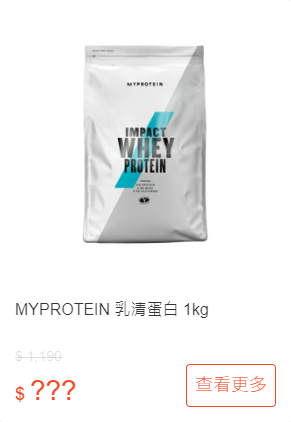 MYPROTEIN
IMPACT
WHEY
PROTEIN
MYPROTEIN 乳清蛋白 1kg
$ 1,190
$ ???
查看更多